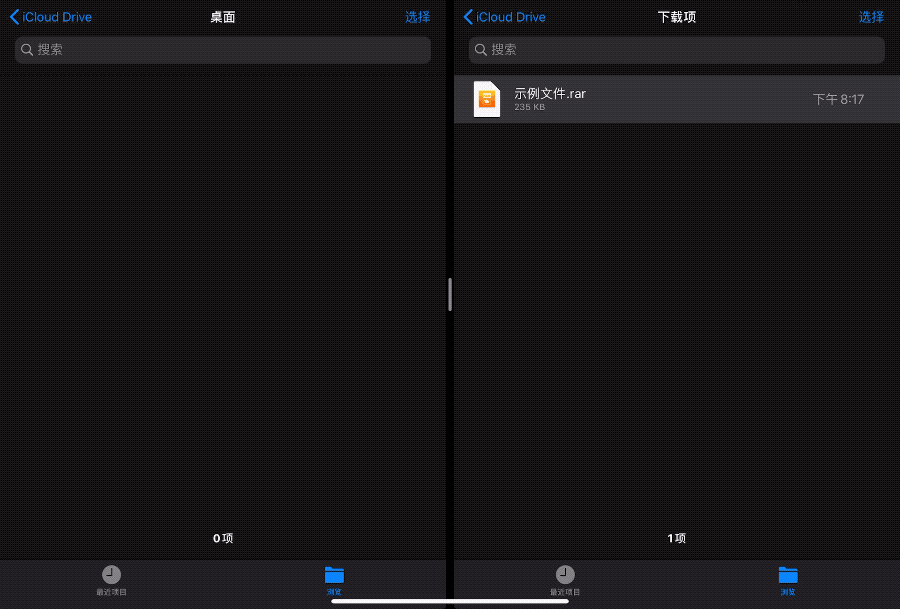 iCloud Drive
桌面
选择
搜索
0项
最近项目
浏览
iCloud Drive
下载项
选择
搜索
示例文件.rar
235 KB
下午 8:17
1项
最近项目
浏览